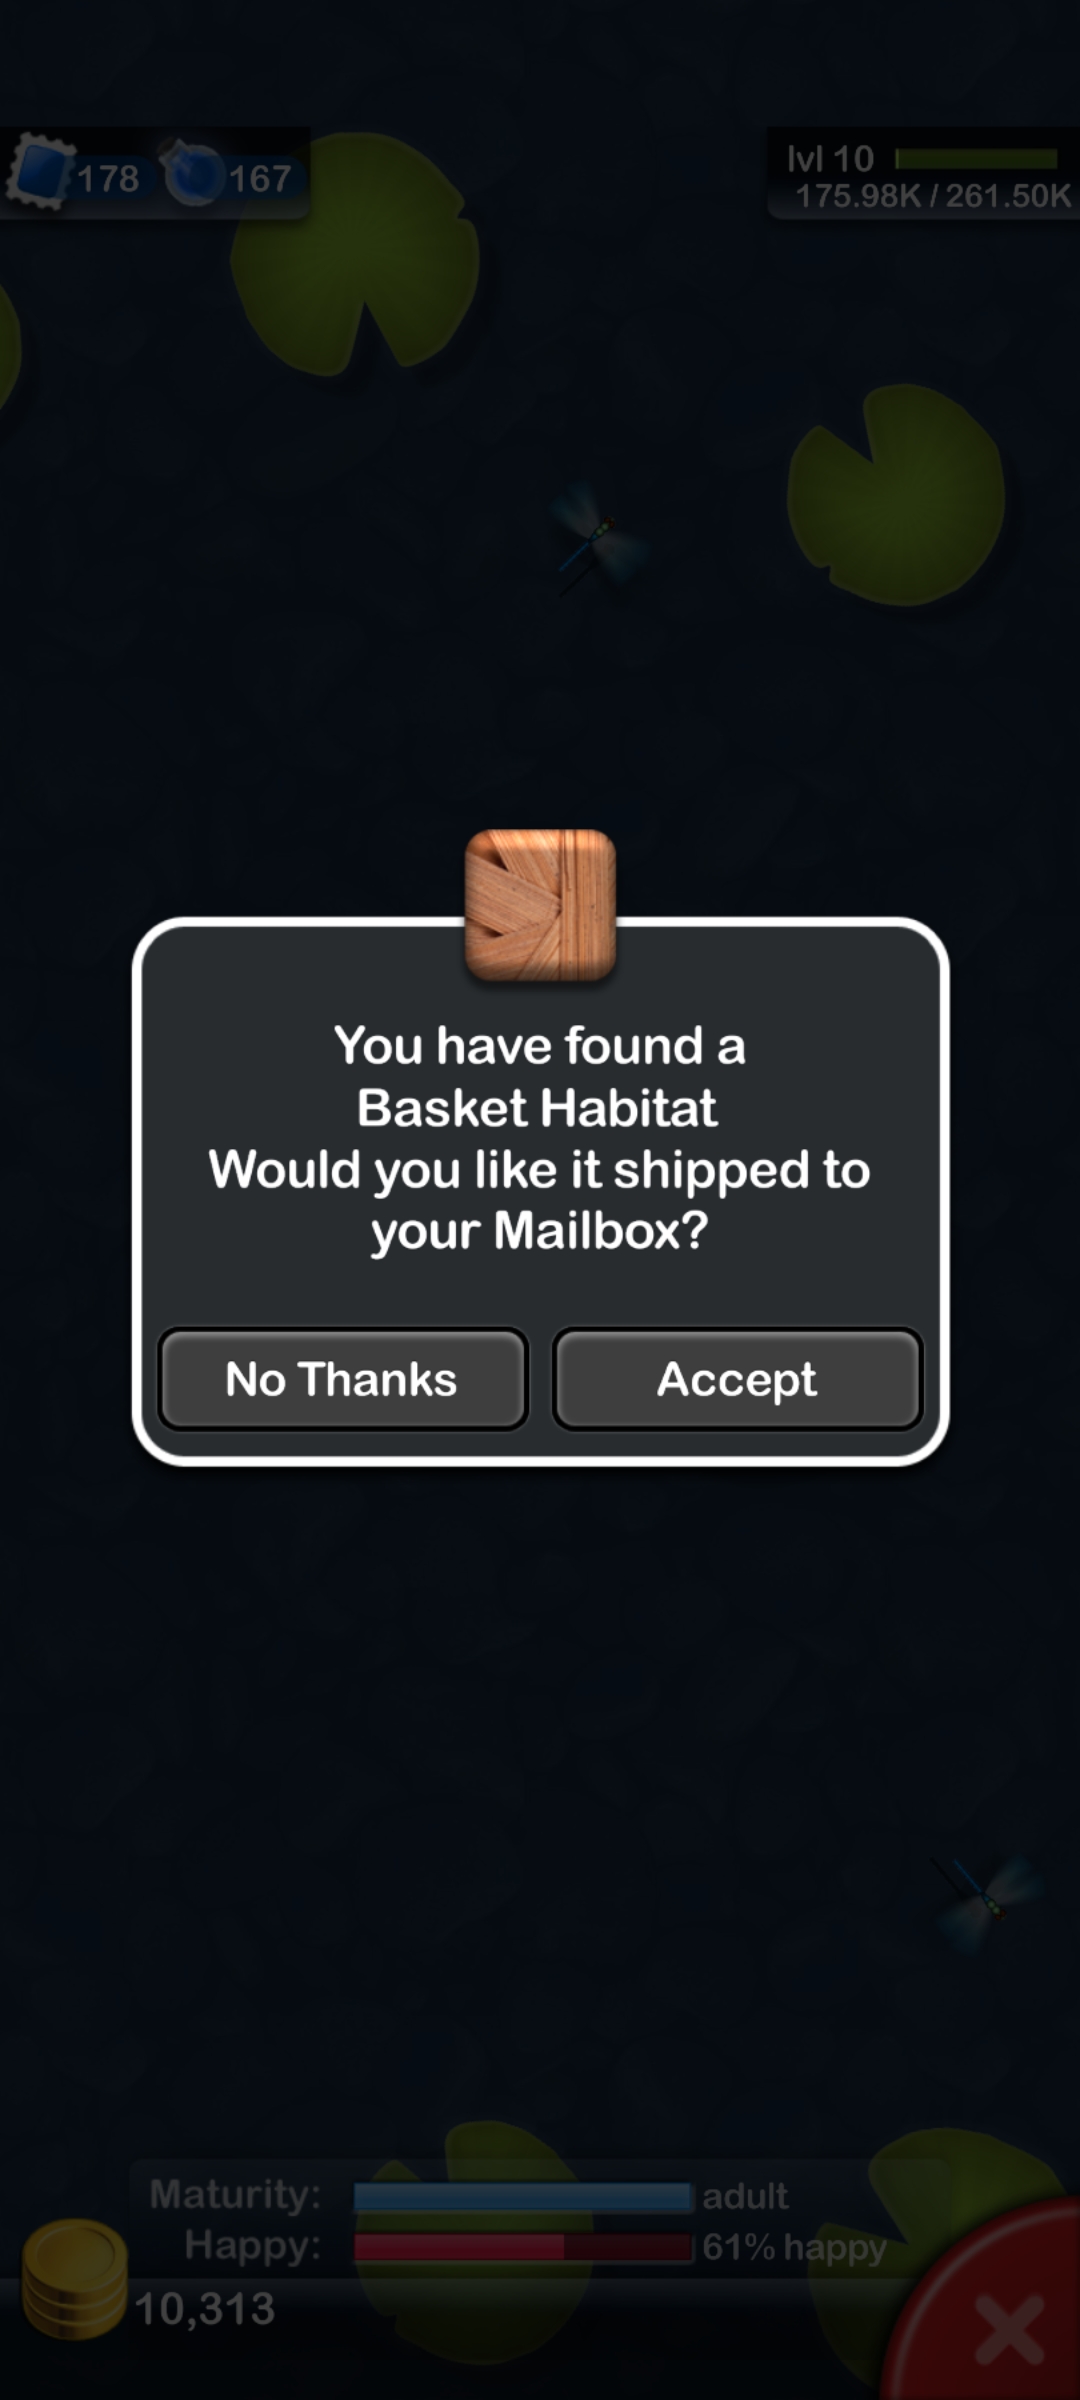 178 167
lvl 10
175.98K / 261.50K
You have found a
Basket Habitat
Would you like it shipped to
your Mailbox?
No Thanks Accept
Maturity: adult
Happy: 61% happy
10,313